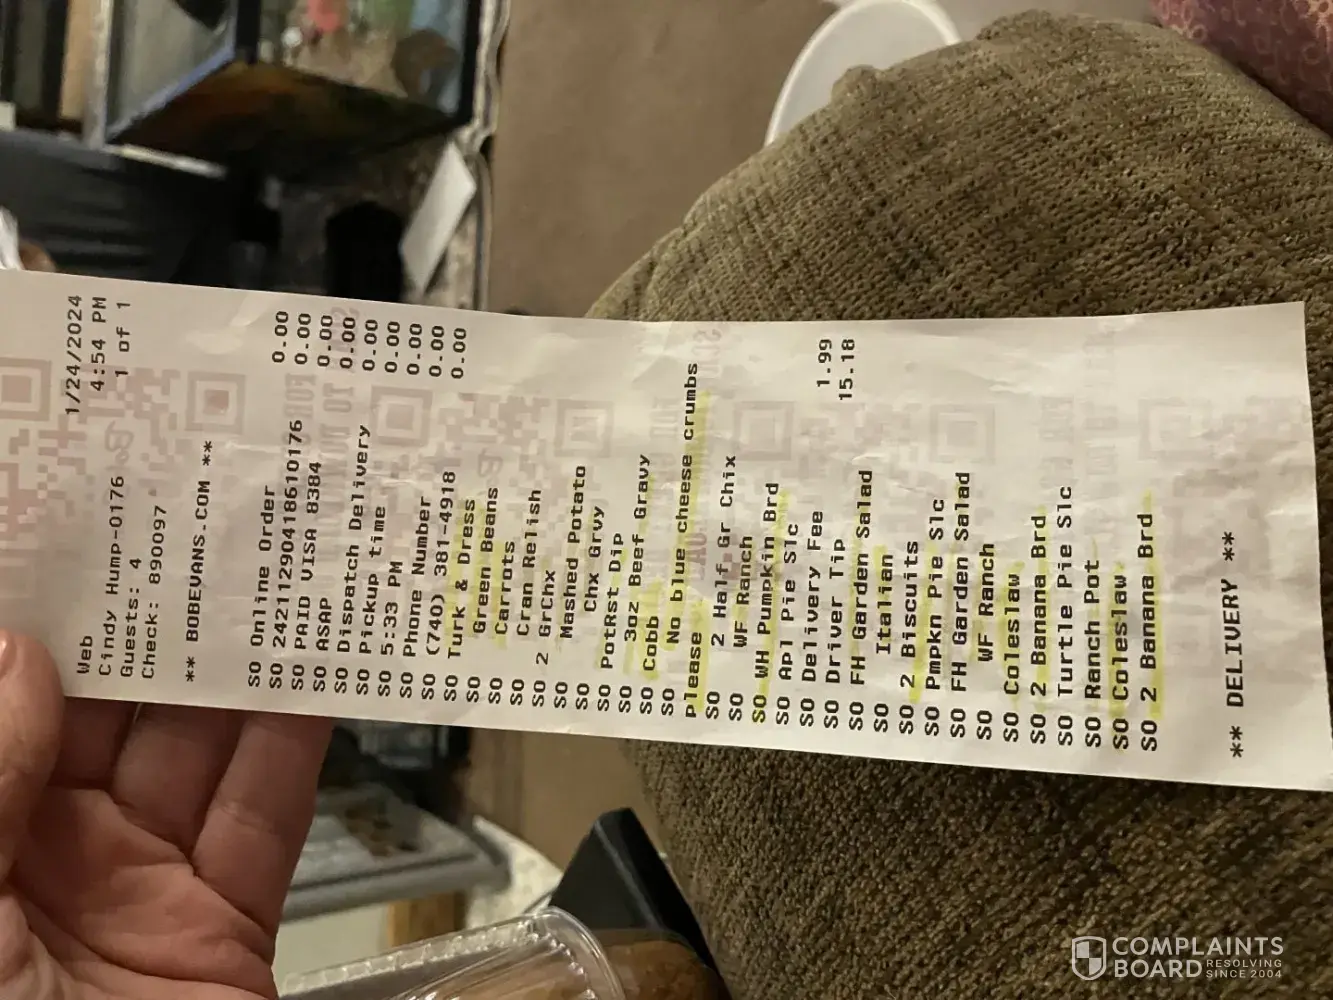 Web
Cindy Hump-0176 1/24/2024
Guests: 4 4:54 PM
Check: 890097 1 of 1
** BOBEVANS.COM **
SO Online Order 0.00
SO 242111290418610176 0.00
SO PAID VISA 8384 0.00
SO ASAP 0.00
SO Dispatch Delivery 0.00
SO Pickup time 0.00
SO 5:33 PM 0.00
SO Phone Number 0.00
SO (740) 381-4918 0.00
SO Turk & Dress
SO Green Beans
SO Carrots
SO Cran Relish
SO 2 GrChx
SO Mashed Potato
SO Chx Grvy
SO PotRst Dip
SO 3oz Beef Gravy
SO Cobb
SO No blue cheese crumbs
please
SO 2 Half Gr Chix
SO WF Ranch
SO WH Pumpkin Brd
SO Apl Pie Slc
SO Delivery Fee 1.99
SO Driver Tip 15.18
SO FH Garden Salad
SO Italian
SO 2 Biscuits
SO Pmpkn Pie Slc
SO FH Garden Salad
SO WF Ranch
SO Coleslaw
SO 2 Banana Brd
SO Turtle Pie Slc
SO Ranch Pot
SO Coleslaw
SO 2 Banana Brd
** DELIVERY **
COMPLAINTS
BOARD RESOLVING
SINCE 2004